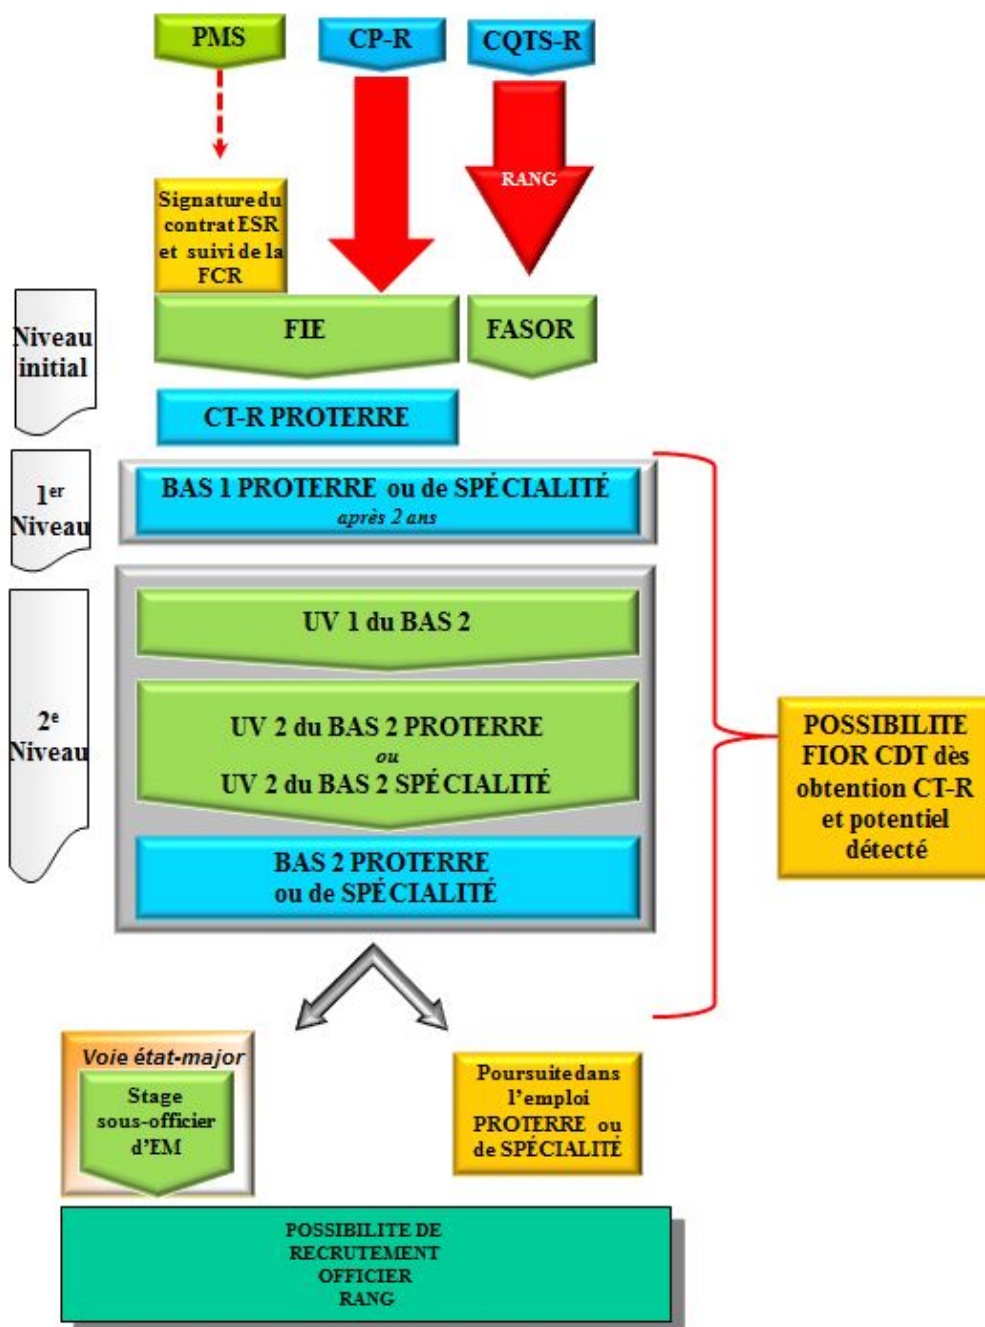 PMS
CP-R
CQTS-R
RANG
Signature du
contrat ESR
et suivi de la
FCR
Niveau
initial
FIE
FASOR
CT-R PROTERRE
1er
Niveau
BAS 1 PROTERRE ou de SPÉCIALITÉ
après 2 ans
2e
Niveau
UV 1 du BAS 2
UV 2 du BAS 2 PROTERRE
ou
UV 2 du BAS 2 SPÉCIALITÉ
BAS 2 PROTERRE
ou de SPÉCIALITÉ
POSSIBILITE
FIOR CDT dès
obtention CT-R
et potentiel
détecté
Voie état-major
Stage
sous-officier
d'EM
Poursuite dans
l'emploi
PROTERRE ou
de SPÉCIALITÉ
POSSIBILITE DE
RECRUTEMENT
OFFICIER
RANG